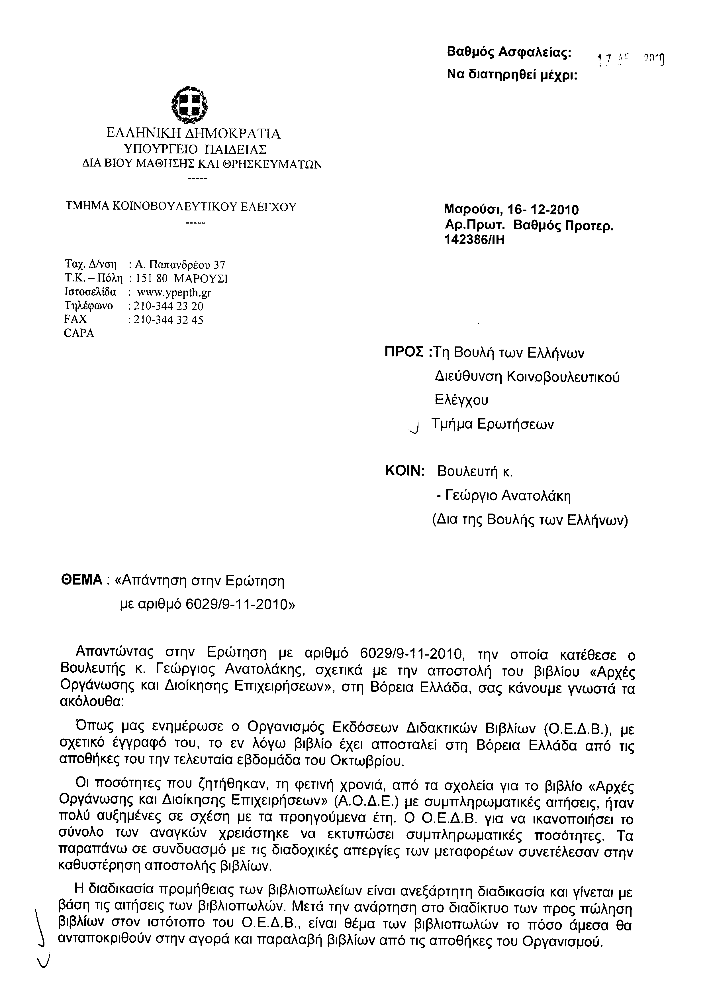 Βαθμός Ασφαλείας:
Να διατηρηθεί μέχρι:
ΕΛΛΗΝΙΚΗ ΔΗΜΟΚΡΑΤΙΑ
ΥΠΟΥΡΓΕΙΟ ΠΑΙΔΕΙΑΣ
ΔΙΑ ΒΙΟΥ ΜΑΘΗΣΗΣ ΚΑΙ ΘΡΗΣΚΕΥΜΑΤΩΝ
-----
ΤΜΗΜΑ ΚΟΙΝΟΒΟΥΛΕΥΤΙΚΟΥ ΕΛΕΓΧΟΥ
-----
Μαρούσι, 16- 12-2010
Αρ.Πρωτ. Βαθμός Προτερ.
142386/ΙΗ
Ταχ. Δ/νση : Α. Παπανδρέου 37
Τ.Κ. – Πόλη : 151 80 ΜΑΡΟΥΣΙ
Ιστοσελίδα : www.ypepth.gr
Τηλέφωνο : 210-344 23 20
FAX : 210-344 32 45
CAPA
ΠΡΟΣ :Τη Βουλή των Ελλήνων
Διεύθυνση Κοινοβουλευτικού
Ελέγχου
Τμήμα Ερωτήσεων
ΚΟΙΝ: Βουλευτή κ.
- Γεώργιο Ανατολάκη
(Δια της Βουλής των Ελλήνων)
ΘΕΜΑ : «Απάντηση στην Ερώτηση
με αριθμό 6029/9-11-2010»
Απαντώντας στην Ερώτηση με αριθμό 6029/9-11-2010, την οποία κατέθεσε ο
Βουλευτής κ. Γεώργιος Ανατολάκης, σχετικά με την αποστολή του βιβλίου «Αρχές
Οργάνωσης και Διοίκησης Επιχειρήσεων», στη Βόρεια Ελλάδα, σας κάνουμε γνωστά τα
ακόλουθα:
Όπως μας ενημέρωσε ο Οργανισμός Εκδόσεων Διδακτικών Βιβλίων (Ο.Ε.Δ.Β.), με
σχετικό έγγραφό του, το εν λόγω βιβλίο έχει αποσταλεί στη Βόρεια Ελλάδα από τις
αποθήκες του την τελευταία εβδομάδα του Οκτωβρίου.
Οι ποσότητες που ζητήθηκαν, τη φετινή χρονιά, από τα σχολεία για το βιβλίο «Αρχές
Οργάνωσης και Διοίκησης Επιχειρήσεων» (Α.Ο.Δ.Ε.) με συμπληρωματικές αιτήσεις, ήταν
πολύ αυξημένες σε σχέση με τα προηγούμενα έτη. Ο Ο.Ε.Δ.Β. για να ικανοποιήσει το
σύνολο των αναγκών χρειάστηκε να εκτυπώσει συμπληρωματικές ποσότητες. Τα
παραπάνω σε συνδυασμό με τις διαδοχικές απεργίες των μεταφορέων συνετέλεσαν στην
καθυστέρηση αποστολής βιβλίων.
Η διαδικασία προμήθειας των βιβλιοπωλείων είναι ανεξάρτητη διαδικασία και γίνεται με
βάση τις αιτήσεις των βιβλιοπωλών. Μετά την ανάρτηση στο διαδίκτυο των προς πώληση
βιβλίων στον ιστότοπο του Ο.Ε.Δ.Β., είναι θέμα των βιβλιοπωλών το πόσο άμεσα θα
ανταποκριθούν στην αγορά και παραλαβή βιβλίων από τις αποθήκες του Οργανισμού.